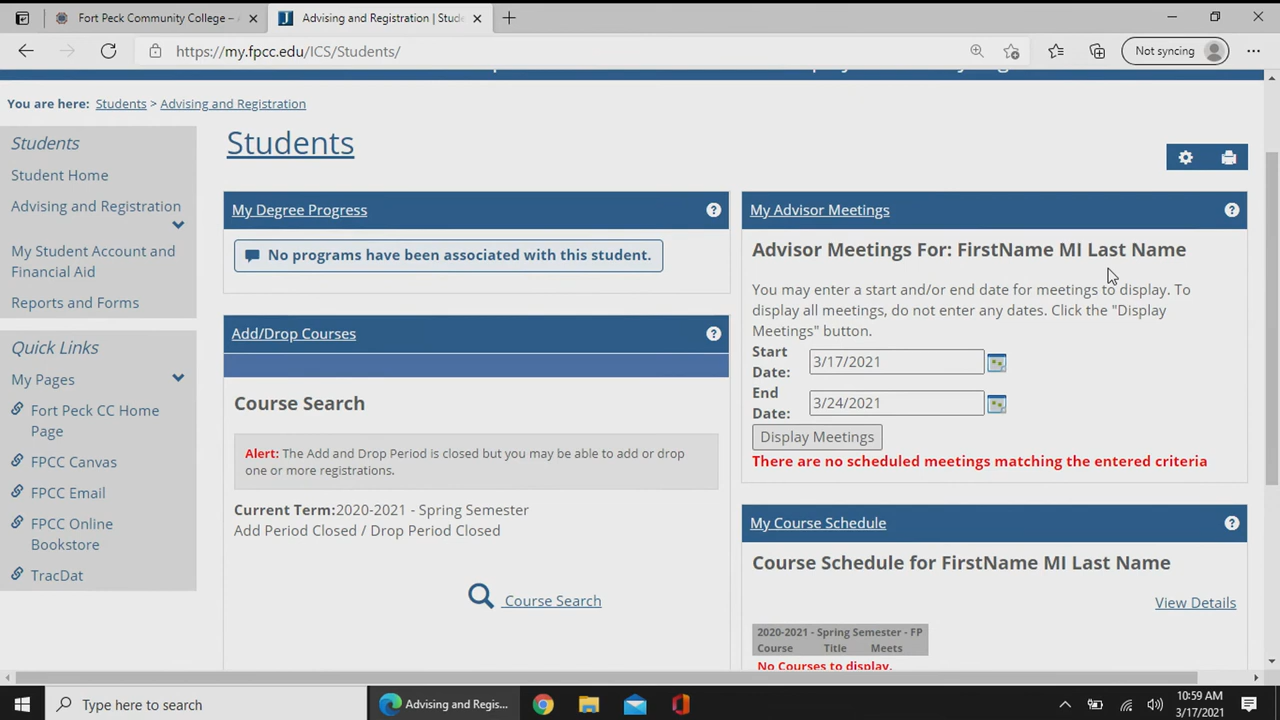 Fort Peck Community College –
Advising and Registration | Stude
https://my.fpcc.edu/ICS/Students/
Not syncing
You are here: Students > Advising and Registration
Students
Student Home
Advising and Registration
My Student Account and
Financial Aid
Reports and Forms
Quick Links
My Pages
Fort Peck CC Home
Page
FPCC Canvas
FPCC Email
FPCC Online
Bookstore
TracDat
Students
My Degree Progress
No programs have been associated with this student.
Add/Drop Courses
Course Search
Alert: The Add and Drop Period is closed but you may be able to add or drop
one or more registrations.
Current Term:2020-2021 - Spring Semester
Add Period Closed / Drop Period Closed
Course Search
My Advisor Meetings
Advisor Meetings For: FirstName MI Last Name
You may enter a start and/or end date for meetings to display. To
display all meetings, do not enter any dates. Click the "Display
Meetings" button.
Start
Date:
3/17/2021
End
Date:
3/24/2021
Display Meetings
There are no scheduled meetings matching the entered criteria
My Course Schedule
Course Schedule for FirstName MI Last Name
View Details
2020-2021 - Spring Semester - FP
Course Title Meets
No Courses to display.
Type here to search
Advising and Regis...
10:59 AM
3/17/2021